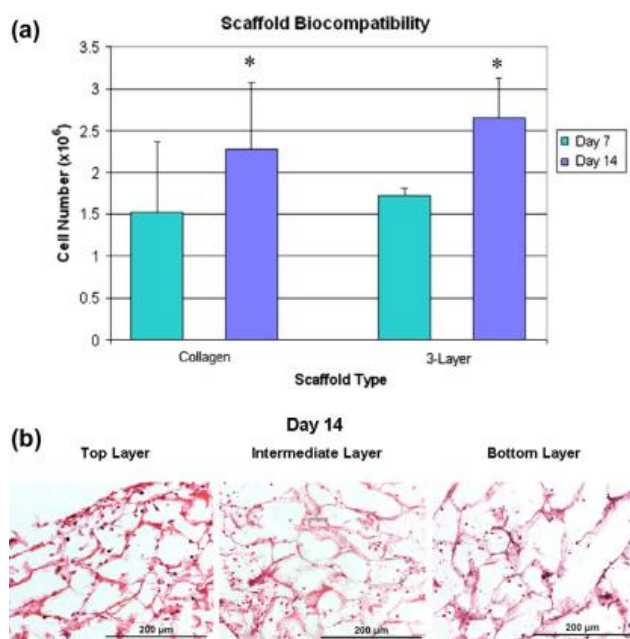 (a)
Scaffold Biocompatibility
3.5
3
2.5
2
1.5
1
0.5
0
Cell Number (x10⁶)
*
*
Collagen
3-Layer
Scaffold Type
Day 7
Day 14
(b)
Day 14
Top Layer
Intermediate Layer
Bottom Layer
200 µm
200 µm
200 µm